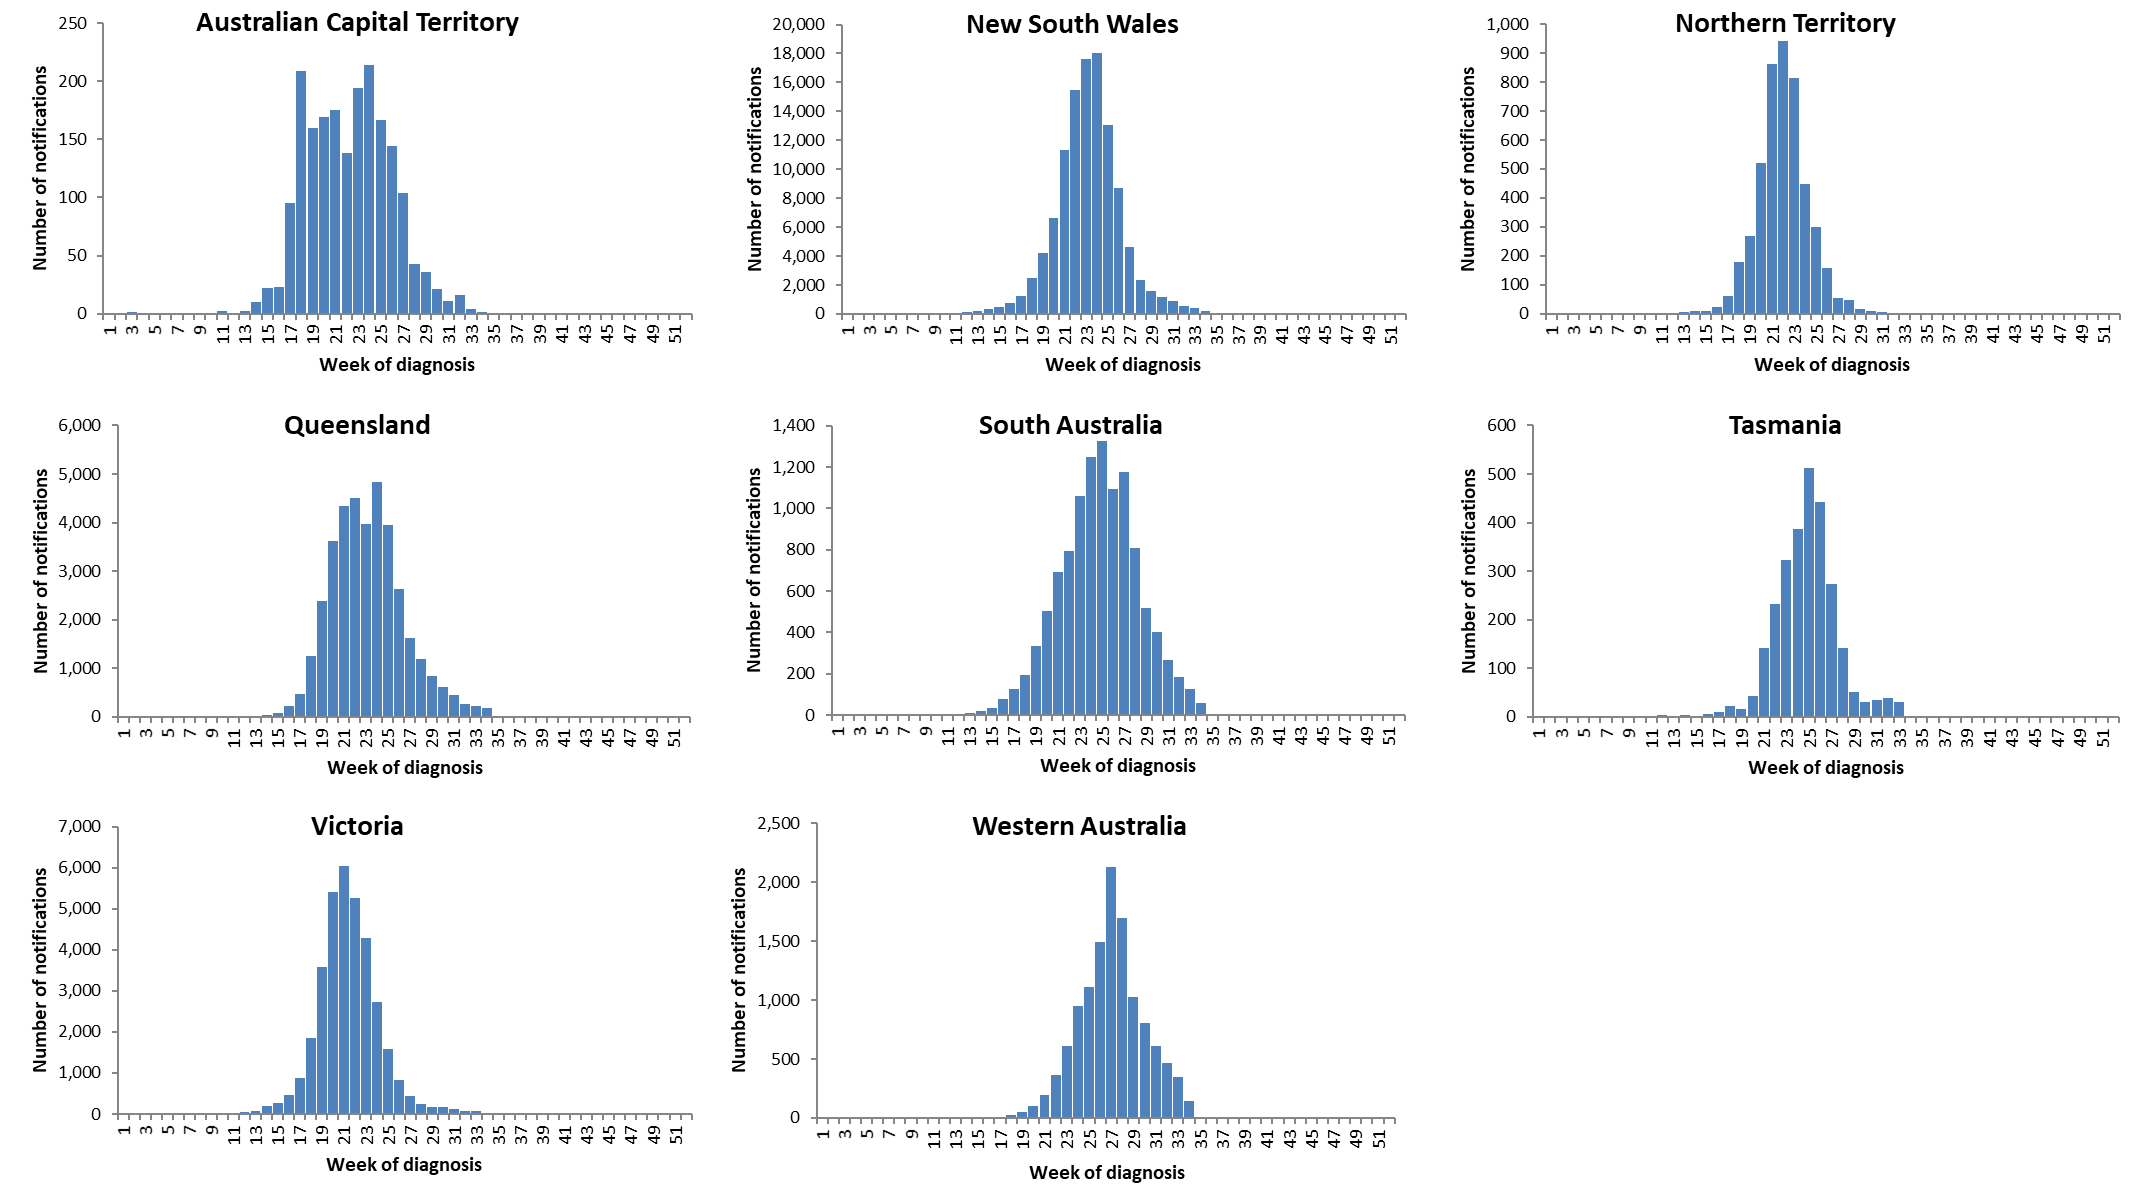 Australian Capital Territory
Number of notifications
250
200
150
100
50
0
1 3 5 7 9 11 13 15 17 19 21 23 25 27 29 31 33 35 37 39 41 43 45 47 49 51
Week of diagnosis
New South Wales
Number of notifications
20,000
18,000
16,000
14,000
12,000
10,000
8,000
6,000
4,000
2,000
0
1 3 5 7 9 11 13 15 17 19 21 23 25 27 29 31 33 35 37 39 41 43 45 47 49 51
Week of diagnosis
Northern Territory
Number of notifications
1,000
900
800
700
600
500
400
300
200
100
0
1 3 5 7 9 11 13 15 17 19 21 23 25 27 29 31 33 35 37 39 41 43 45 47 49 51
Week of diagnosis
Queensland
Number of notifications
6,000
5,000
4,000
3,000
2,000
1,000
0
1 3 5 7 9 11 13 15 17 19 21 23 25 27 29 31 33 35 37 39 41 43 45 47 49 51
Week of diagnosis
South Australia
Number of notifications
1,400
1,200
1,000
800
600
400
200
0
1 3 5 7 9 11 13 15 17 19 21 23 25 27 29 31 33 35 37 39 41 43 45 47 49 51
Week of diagnosis
Tasmania
Number of notifications
600
500
400
300
200
100
0
1 3 5 7 9 11 13 15 17 19 21 23 25 27 29 31 33 35 37 39 41 43 45 47 49 51
Week of diagnosis
Victoria
Number of notifications
7,000
6,000
5,000
4,000
3,000
2,000
1,000
0
1 3 5 7 9 11 13 15 17 19 21 23 25 27 29 31 33 35 37 39 41 43 45 47 49 51
Week of diagnosis
Western Australia
Number of notifications
2,500
2,000
1,500
1,000
500
0
1 3 5 7 9 11 13 15 17 19 21 23 25 27 29 31 33 35 37 39 41 43 45 47 49 51
Week of diagnosis